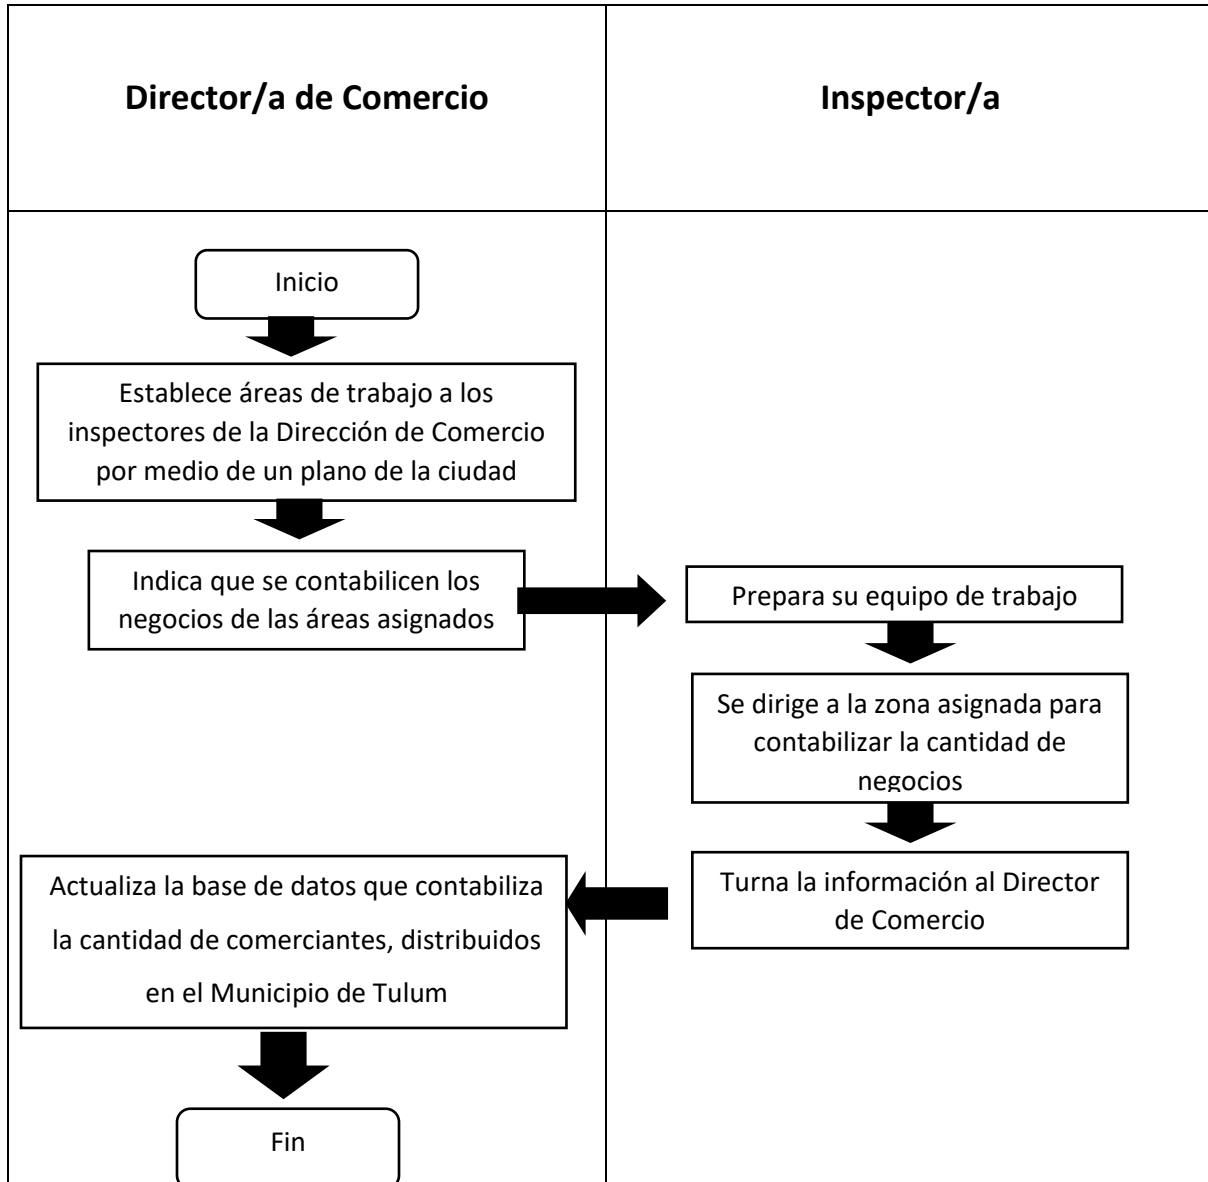 Director/a de Comercio
Inspector/a
Inicio
Establece áreas de trabajo a los
inspectores de la Dirección de Comercio
por medio de un plano de la ciudad
Indica que se contabilicen los
negocios de las áreas asignados
Prepara su equipo de trabajo
Se dirige a la zona asignada para
contabilizar la cantidad de
negocios
Turna la información al Director
de Comercio
Actualiza la base de datos que contabiliza
la cantidad de comerciantes, distribuidos
en el Municipio de Tulum
Fin